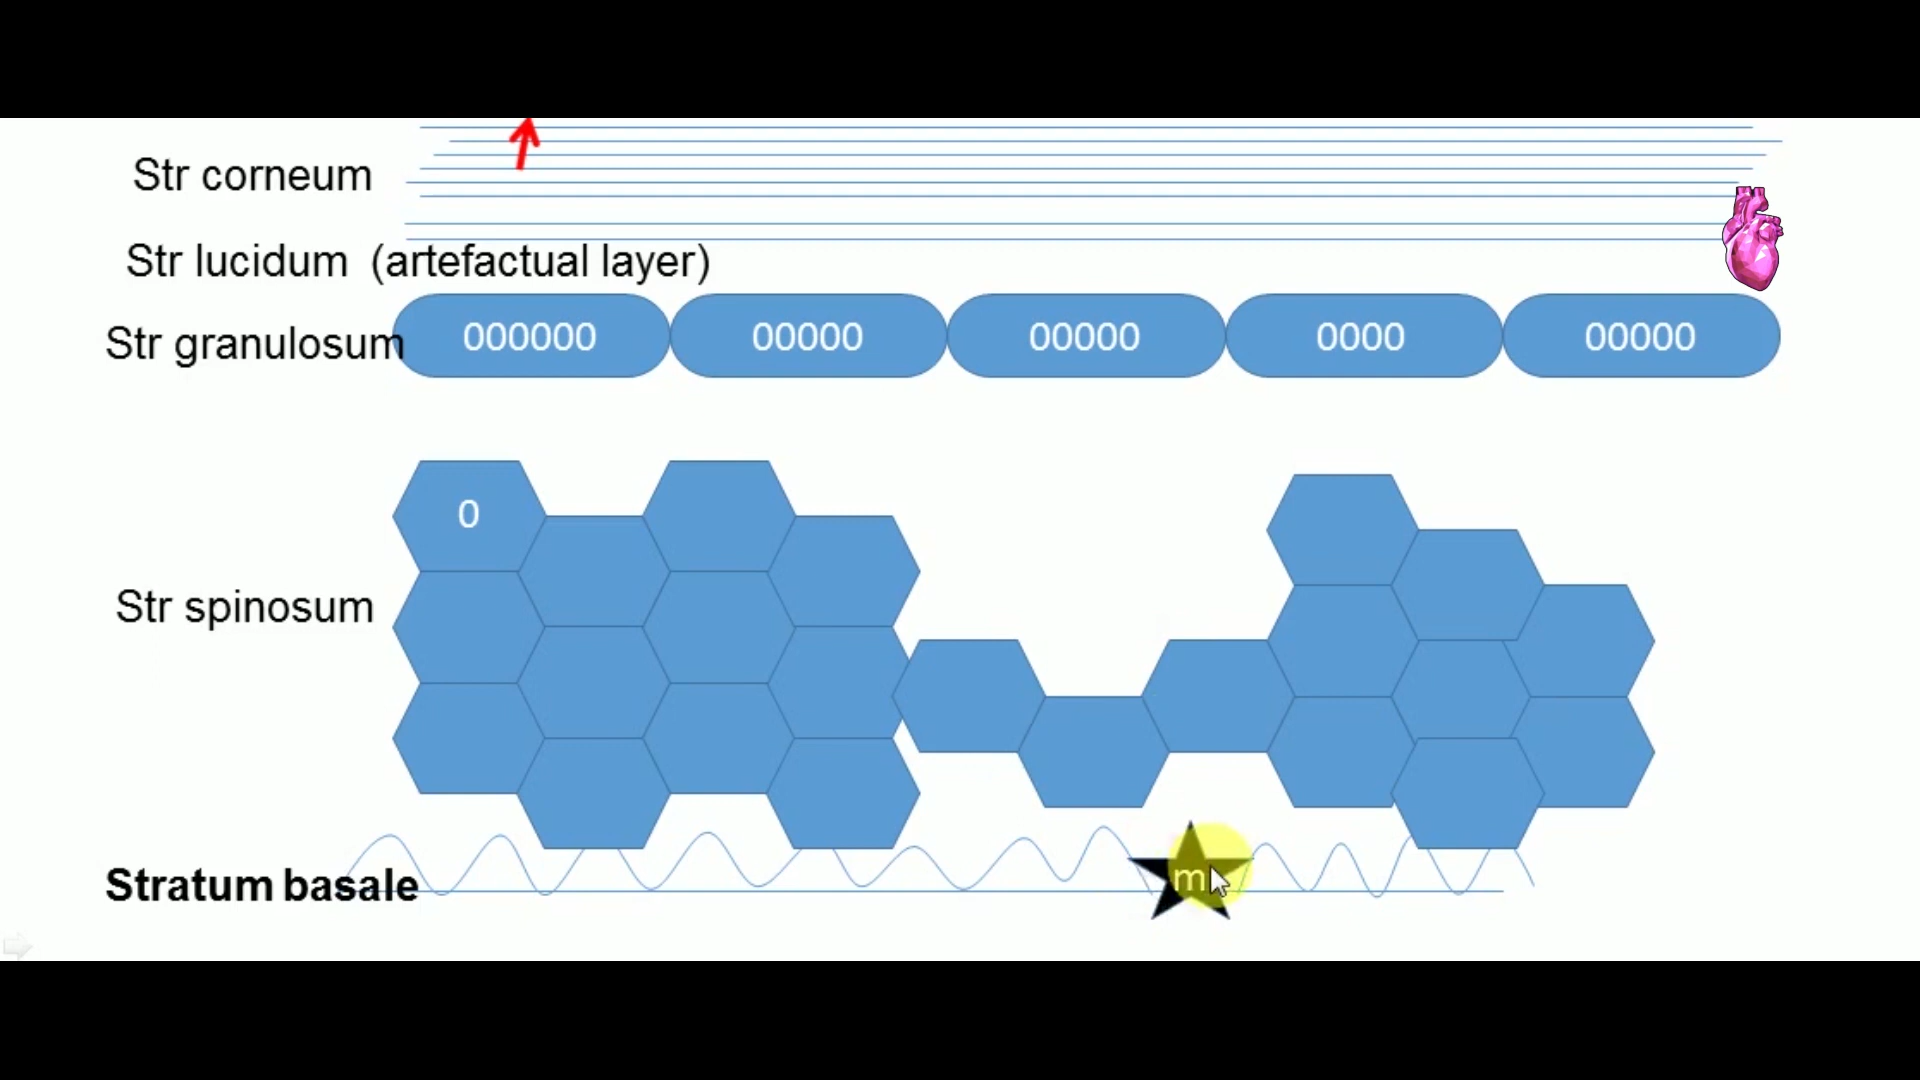 Str corneum
Str lucidum (artefactual layer)
Str granulosum
000000 00000 00000 0000 00000
0
Str spinosum
m
Stratum basale